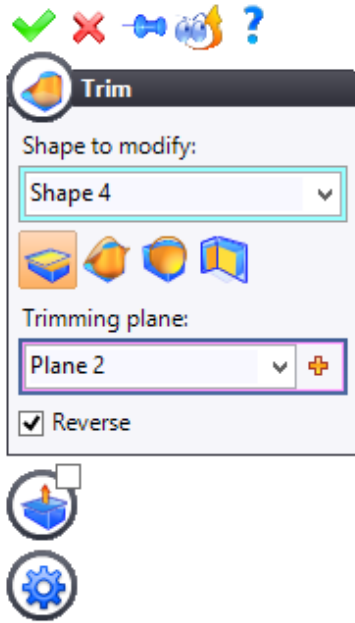 ?
Trim
Shape to modify:
Shape 4
Trimming plane:
Plane 2
Reverse